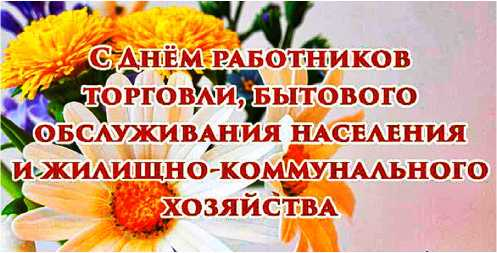 С ДНЁМ РАБОТНИКОВ
ТОРГОВЛИ, БЫТОВОГО
ОБСЛУЖИВАНИЯ НАСЕЛЕНИЯ
И ЖИЛИЩНО-КОММУНАЛЬНОГО
ХОЗЯЙСТВА